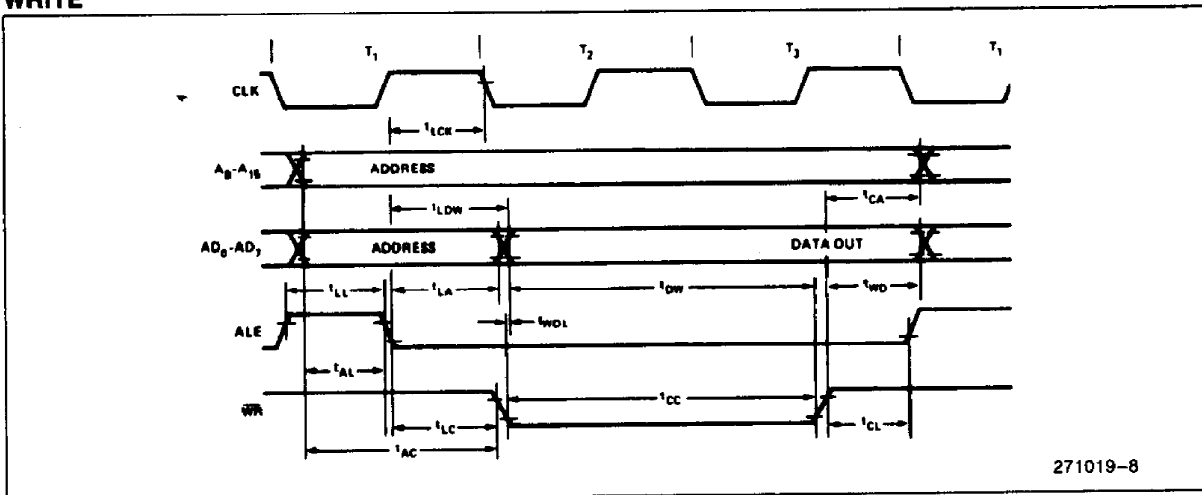 WRITE
T1 T2 T3 T1
CLK
tLCK
A8-A15 ADDRESS
tLDW tCA
AD0-AD7 ADDRESS DATA OUT
tLL tLA tDW tWD
ALE tWDL
tAL
WR tCC
tLC tCL
tAC
271019-8